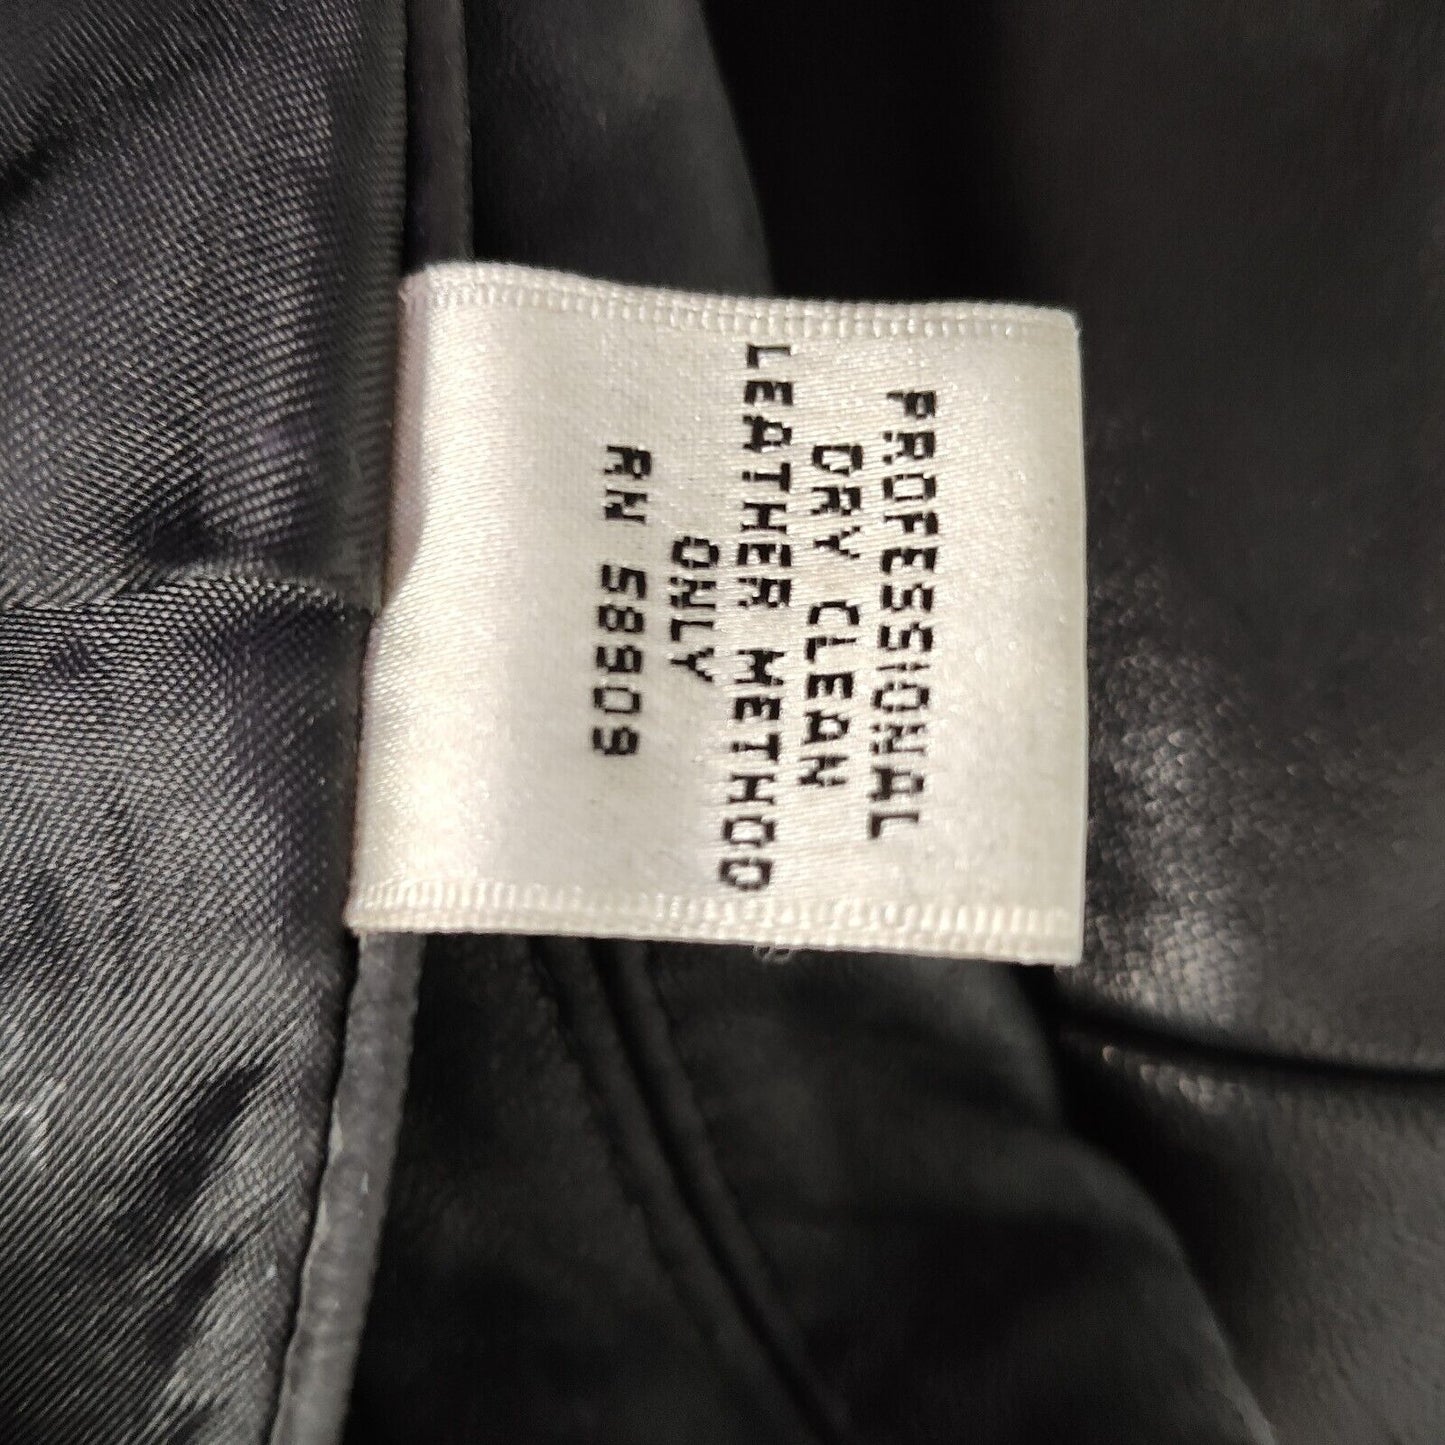 PROFESSIONAL
DRY CLEAN
LEATHER METHOD
ONLY
RN 58909